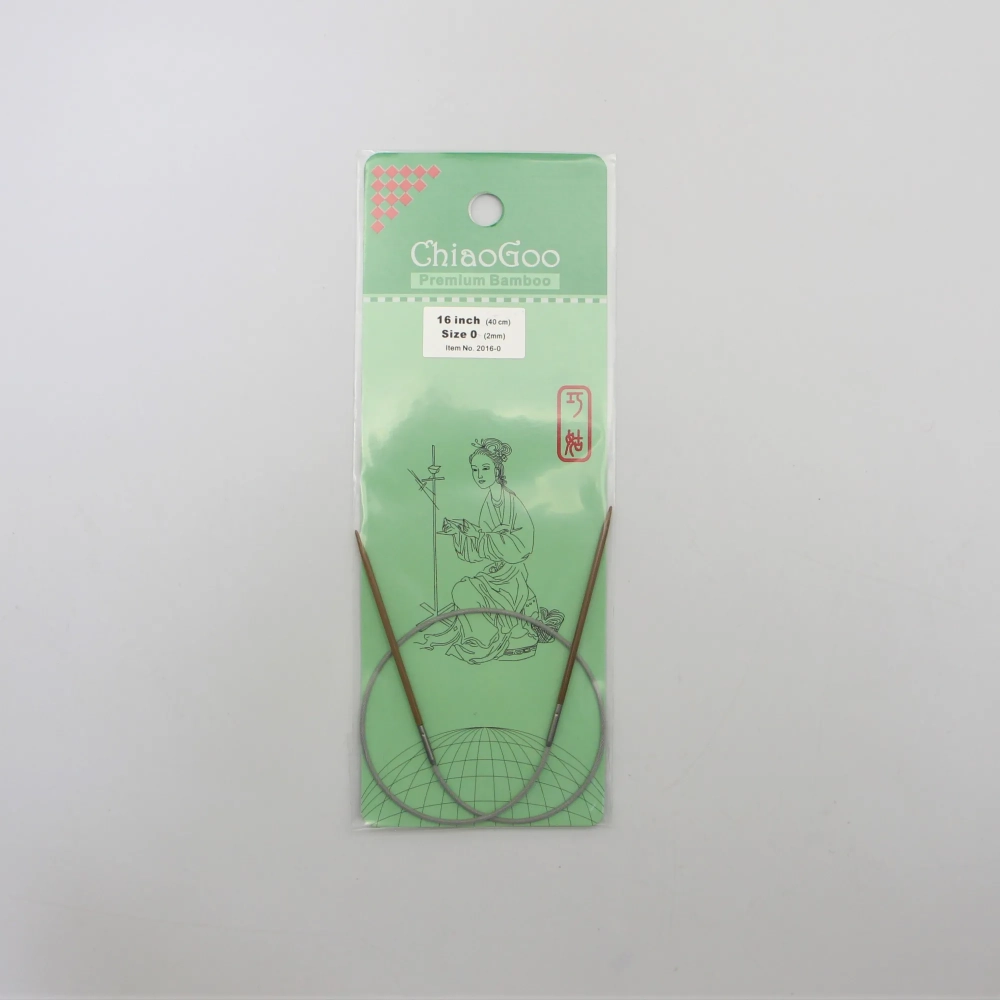 ChiaoGoo
Premium Bamboo
16 inch (40 cm)
Size 0 (2mm)
Item No. 2016-0
巧
姑